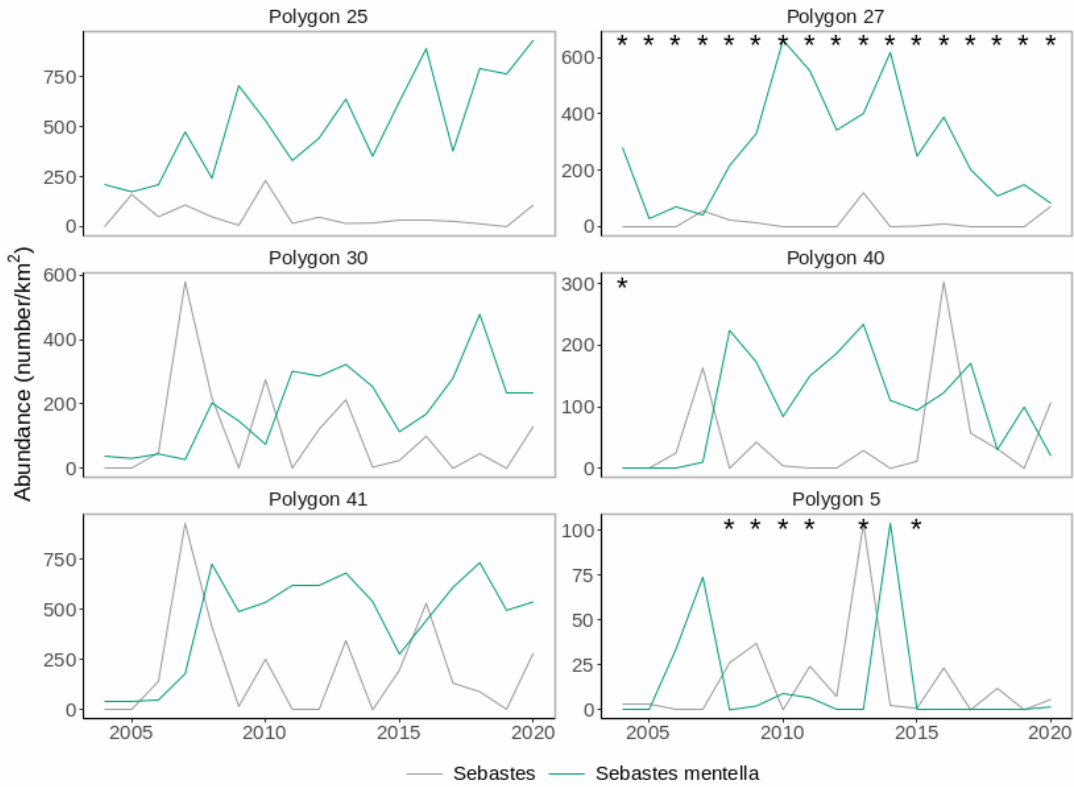 Polygon 25
Polygon 27
750
500
250
0
* * * * * * * * * * * * * * * * *
600
400
200
0
Polygon 30
Polygon 40
600
400
200
0
*
300
200
100
0
Polygon 41
Polygon 5
750
500
250
0
* * * * * *
100
75
50
25
0
2005 2010 2015 2020
2005 2010 2015 2020
Abundance (number/km²)
Sebastes Sebastes mentella